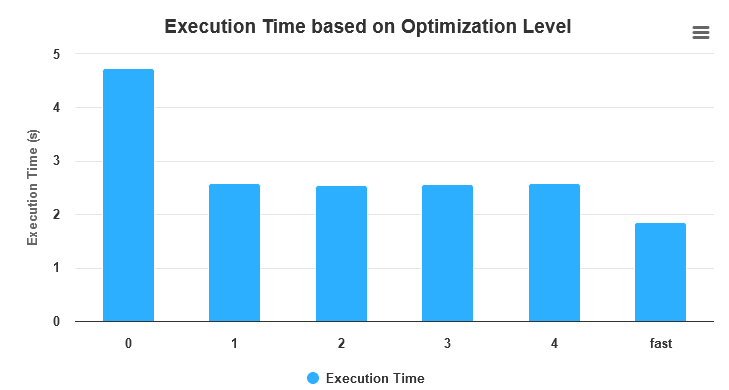 Execution Time based on Optimization Level
5
4
3
2
1
0
Execution Time (s)
0 1 2 3 4 fast
Execution Time